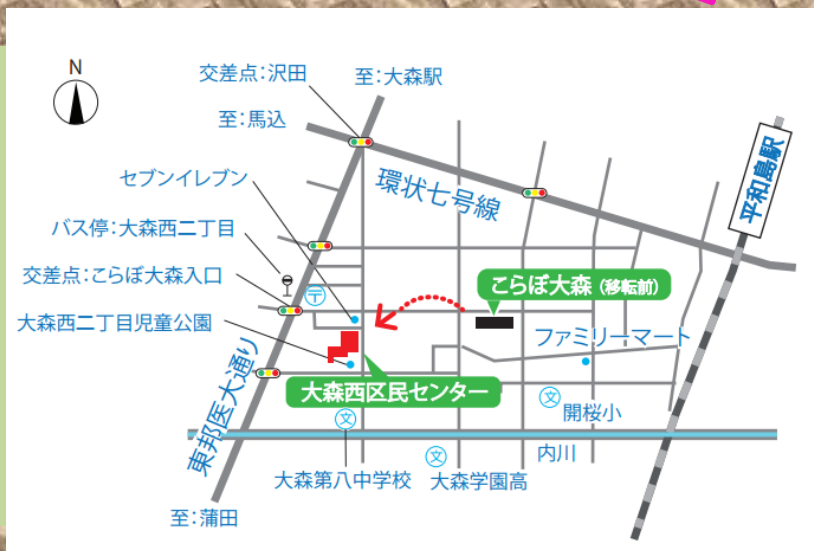 N
交差点:沢田
至:大森駅
至:馬込
セブンイレブン
環状七号線
平和島駅
バス停:大森西二丁目
交差点:こらぼ大森入口
〒
こらぼ大森(移転前)
大森西二丁目児童公園
ファミリーマート
大森西区民センター
東邦医大通り
文
文
開桜小
文
内川
大森第八中学校
大森学園高
至:蒲田